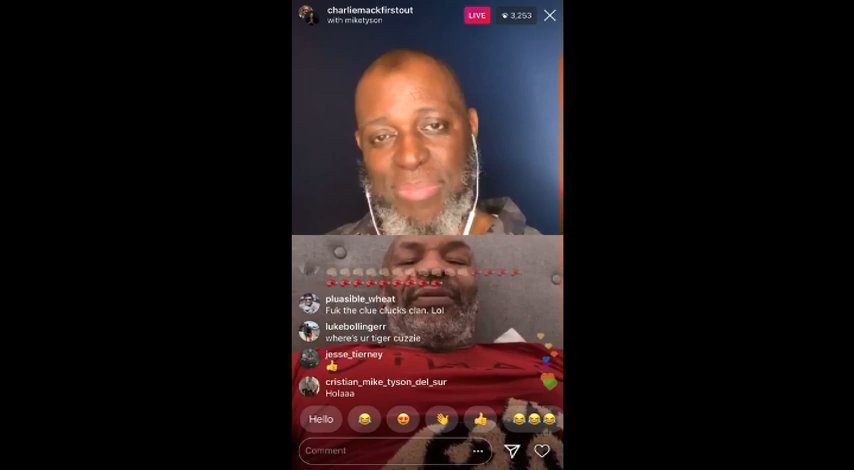 charliemackfirstout
with miketyson
LIVE
3,253
pluasible_wheat
Fuk the clue clucks clan. Lol
lukebollingerr
where's ur tiger cuzzie
jesse_tierney
👍
cristian_mike_tyson_del_sur
Holaaa
Hello 😂 😍 👏 👍 😂😂😂
Comment